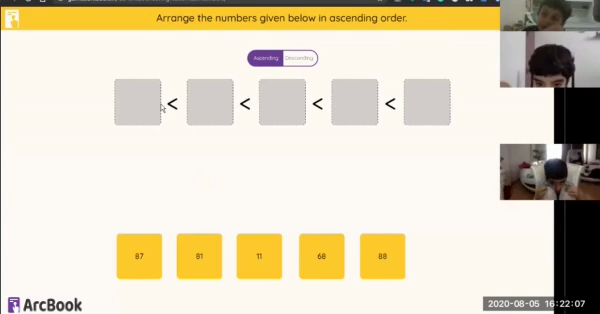 Arrange the numbers given below in ascending order.
Ascending Descending
< < < <
87 81 11 68 88
ArcBook
2020-08-05 16:22:07